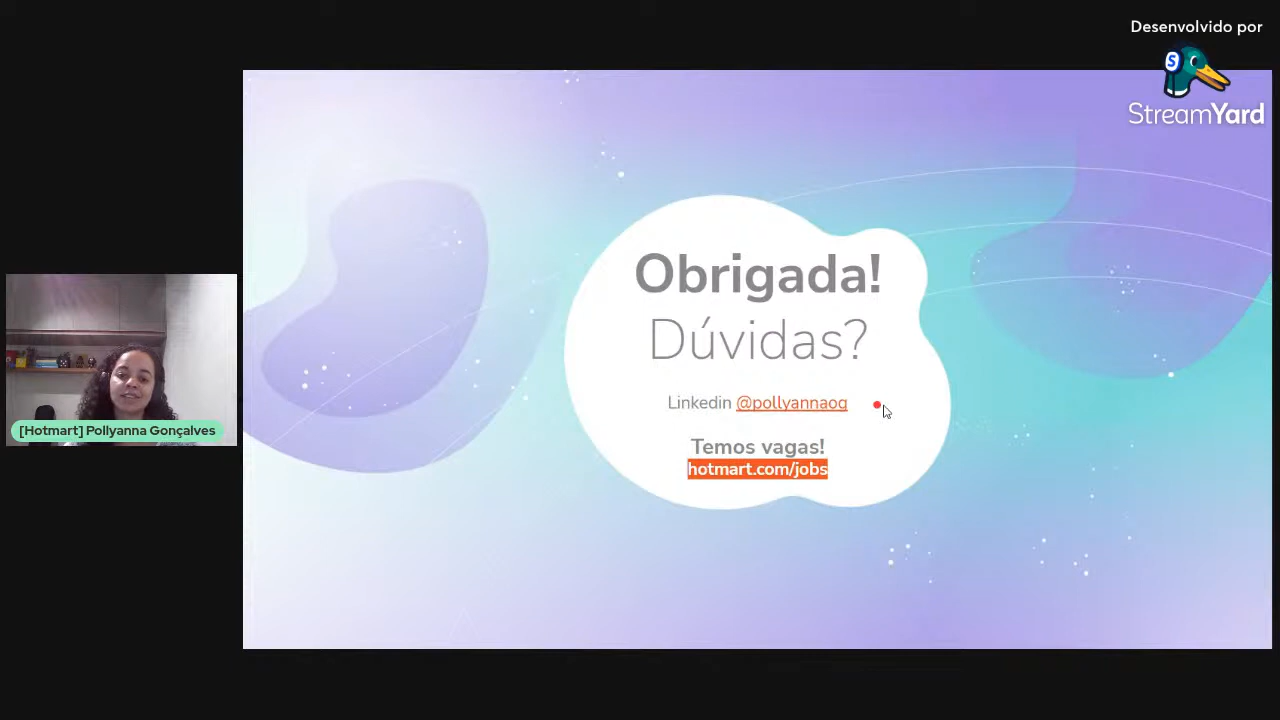 Desenvolvido por
StreamYard
Obrigada!
Dúvidas?
Linkedin @pollyannaog
Temos vagas!
hotmart.com/jobs
[Hotmart] Pollyanna Gonçalves